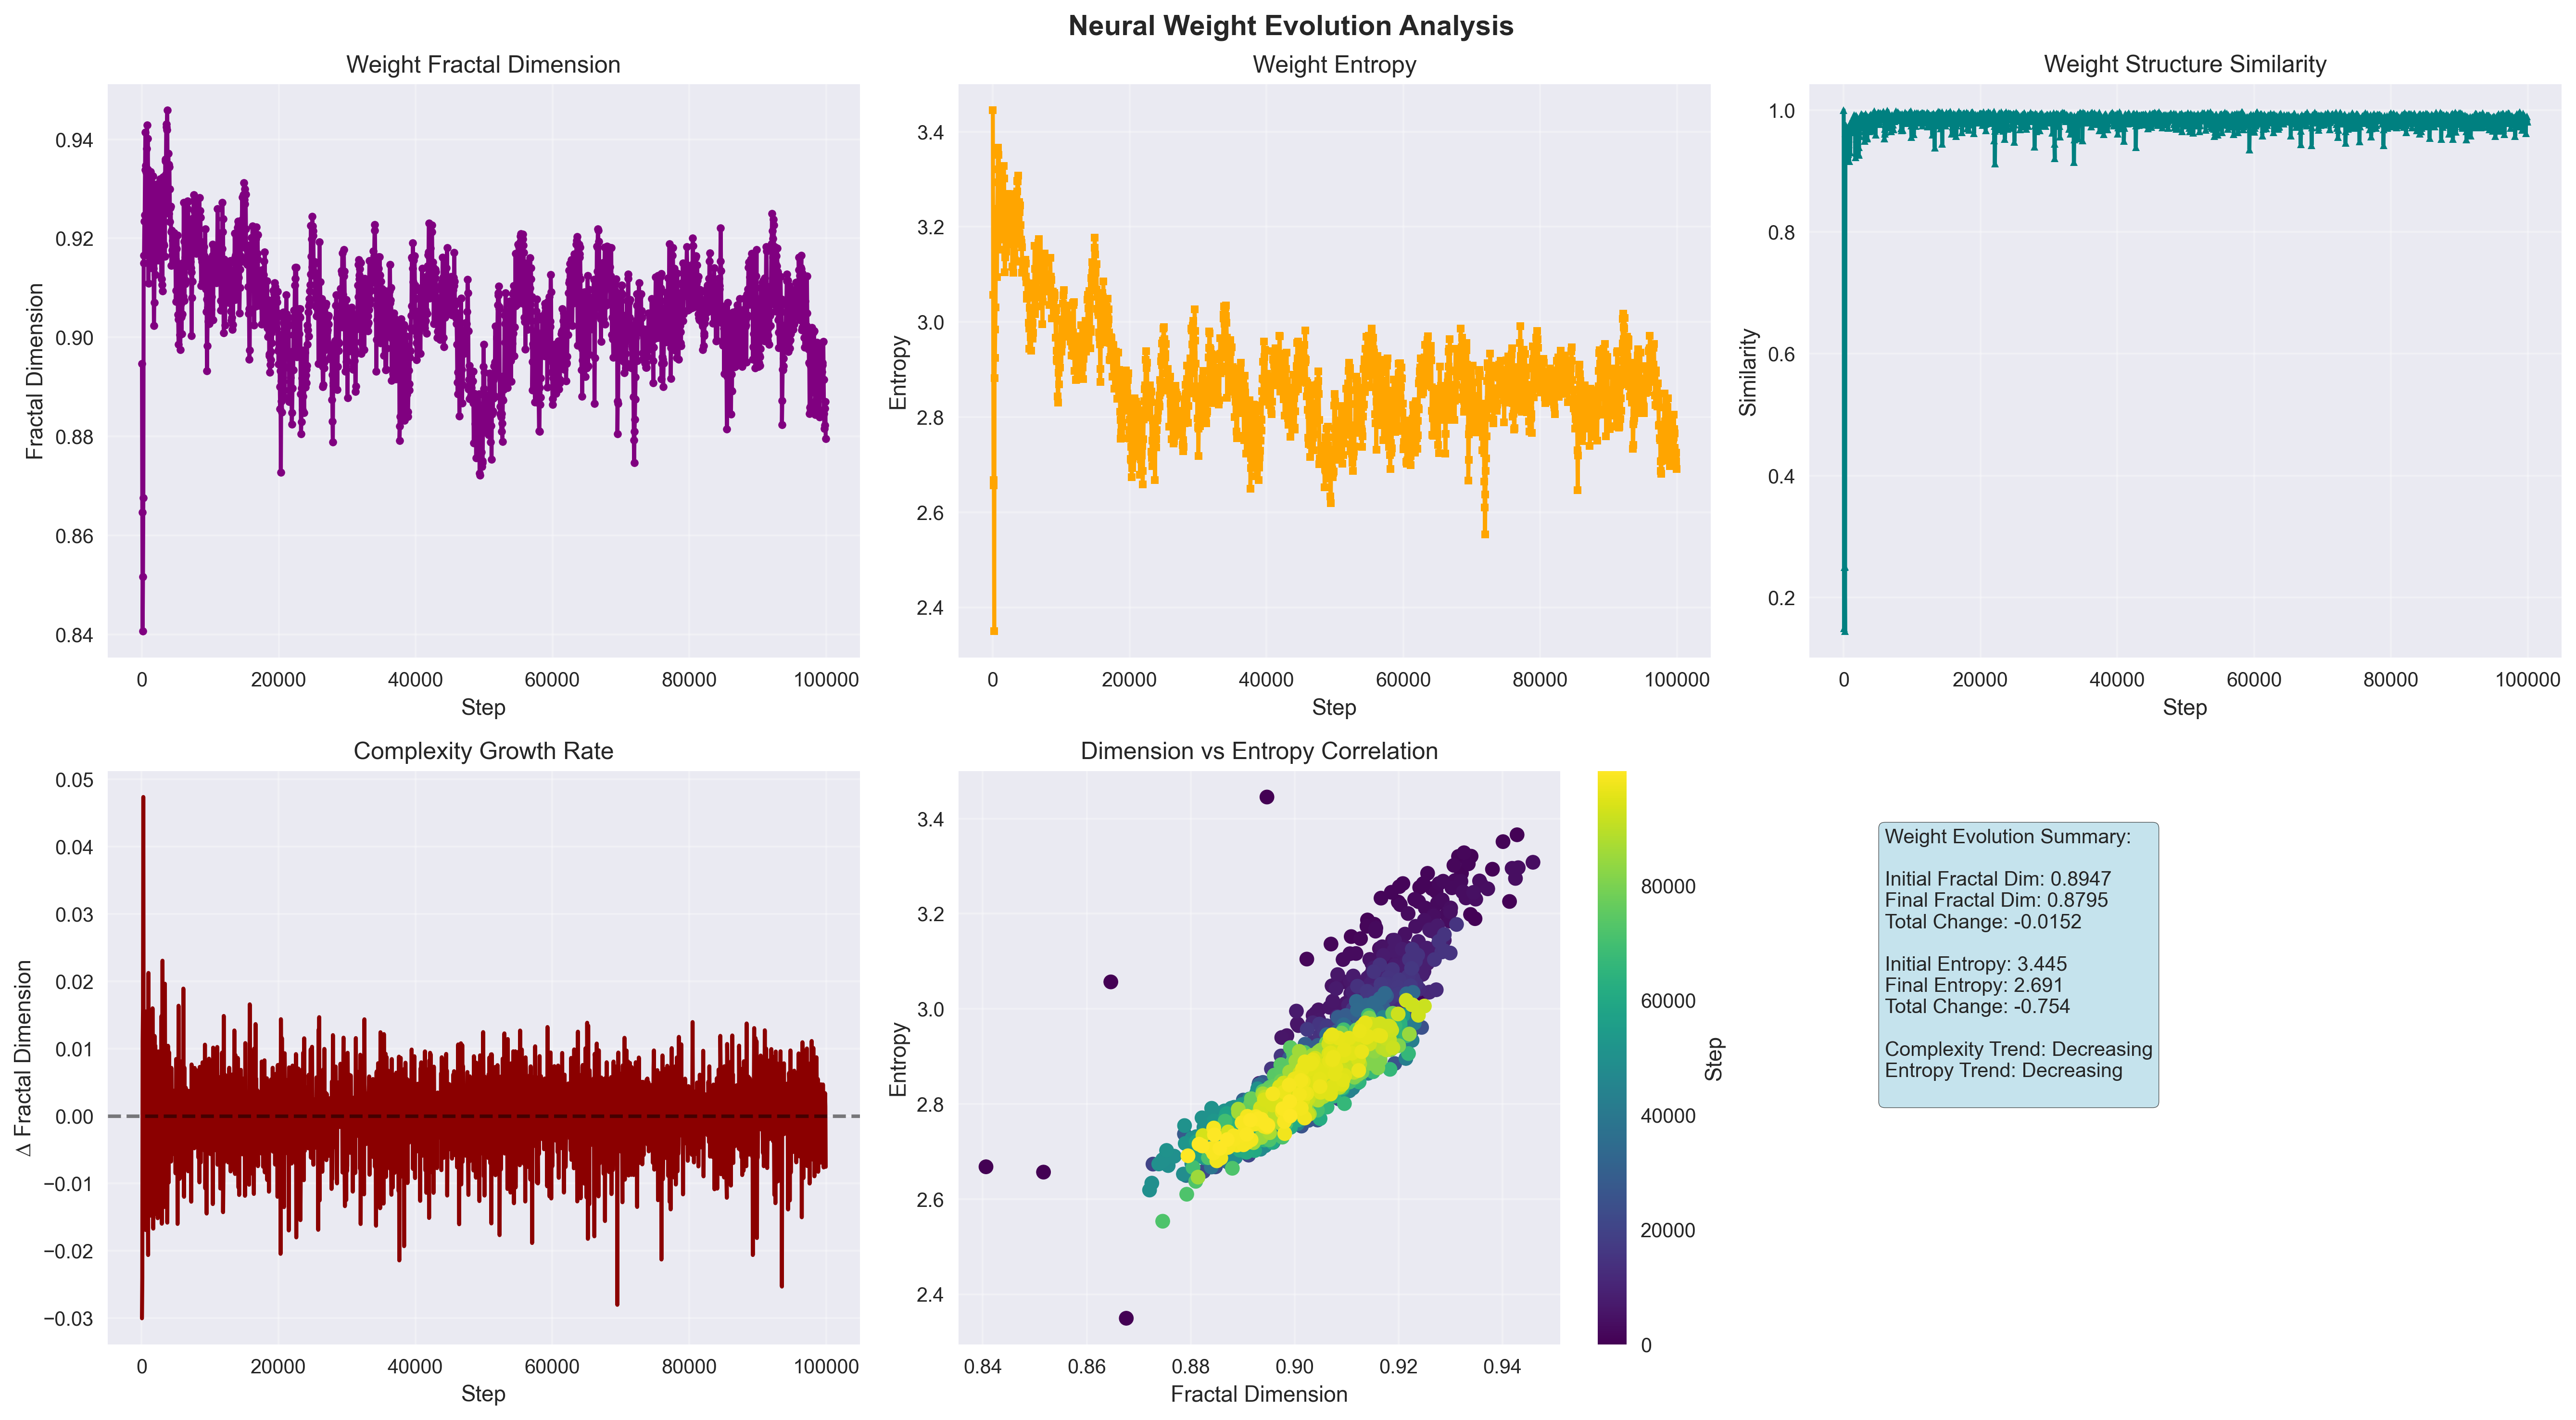 Neural Weight Evolution Analysis
Weight Fractal Dimension
0.94
0.92
0.90
0.88
0.86
0.84
Fractal Dimension
0 20000 40000 60000 80000 100000
Step
Weight Entropy
3.4
3.2
3.0
2.8
2.6
2.4
Entropy
0 20000 40000 60000 80000 100000
Step
Weight Structure Similarity
1.0
0.8
0.6
0.4
0.2
Similarity
0 20000 40000 60000 80000 100000
Step
Complexity Growth Rate
0.05
0.04
0.03
0.02
0.01
0.00
−0.01
−0.02
−0.03
Δ Fractal Dimension
0 20000 40000 60000 80000 100000
Step
Dimension vs Entropy Correlation
3.4
3.2
3.0
2.8
2.6
2.4
Entropy
0.84 0.86 0.88 0.90 0.92 0.94
Fractal Dimension
80000
60000
40000
20000
0
Step
Weight Evolution Summary:
Initial Fractal Dim: 0.8947
Final Fractal Dim: 0.8795
Total Change: -0.0152
Initial Entropy: 3.445
Final Entropy: 2.691
Total Change: -0.754
Complexity Trend: Decreasing
Entropy Trend: Decreasing